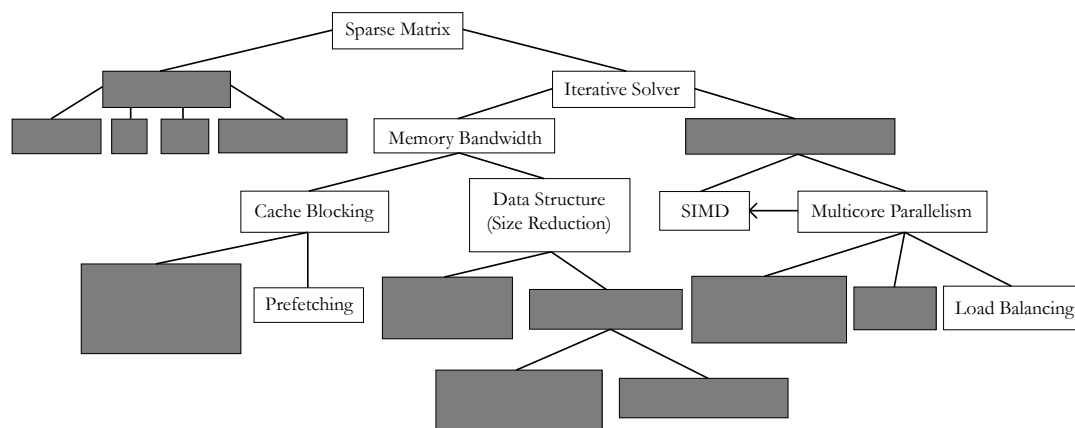 Sparse Matrix
Iterative Solver
Memory Bandwidth
Cache Blocking
Data Structure
(Size Reduction)
SIMD
Multicore Parallelism
Prefetching
Load Balancing